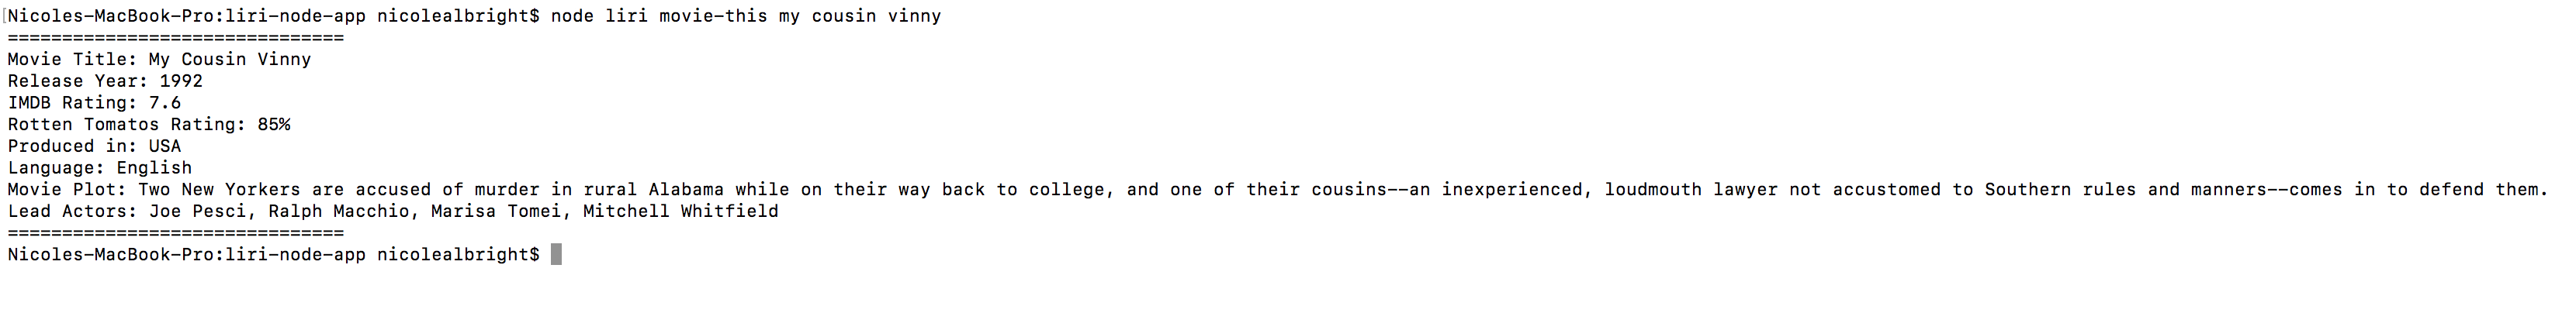 [Nicoles-MacBook-Pro:liri-node-app nicolealbright$ node liri movie-this my cousin vinny
===============================
Movie Title: My Cousin Vinny
Release Year: 1992
IMDB Rating: 7.6
Rotten Tomatos Rating: 85%
Produced in: USA
Language: English
Movie Plot: Two New Yorkers are accused of murder in rural Alabama while on their way back to college, and one of their cousins--an inexperienced, loudmouth lawyer not accustomed to Southern rules and manners--comes in to defend them.
Lead Actors: Joe Pesci, Ralph Macchio, Marisa Tomei, Mitchell Whitfield
===============================
Nicoles-MacBook-Pro:liri-node-app nicolealbright$